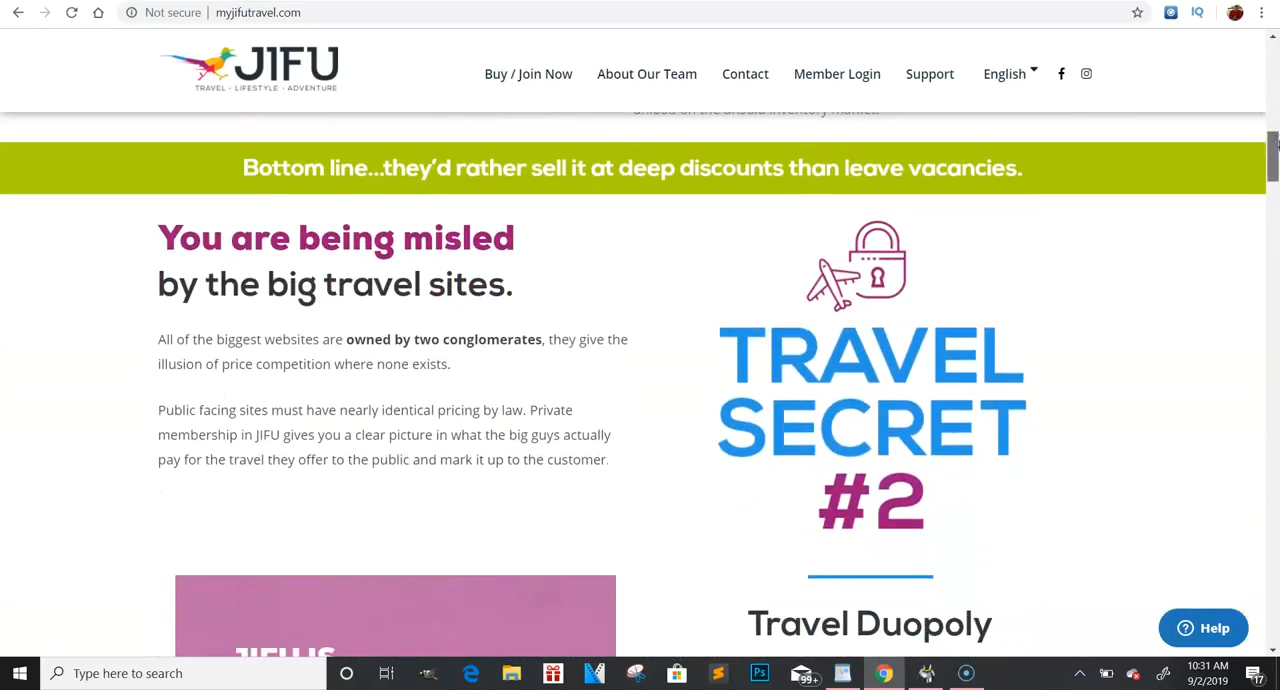 Not secure | myjifutravel.com
IQ
JIFU
TRAVEL - LIFESTYLE - ADVENTURE
Buy / Join Now About Our Team Contact Member Login Support English
unload on the unsold inventory market.
Bottom line...they'd rather sell it at deep discounts than leave vacancies.
You are being misled
by the big travel sites.
All of the biggest websites are owned by two conglomerates, they give the
illusion of price competition where none exists.
Public facing sites must have nearly identical pricing by law. Private
membership in JIFU gives you a clear picture in what the big guys actually
pay for the travel they offer to the public and mark it up to the customer.
TRAVEL
SECRET
#2
Travel Duopoly
JIFU IS
Help
Type here to search
Ps
99+
10:31 AM
9/2/2019
17